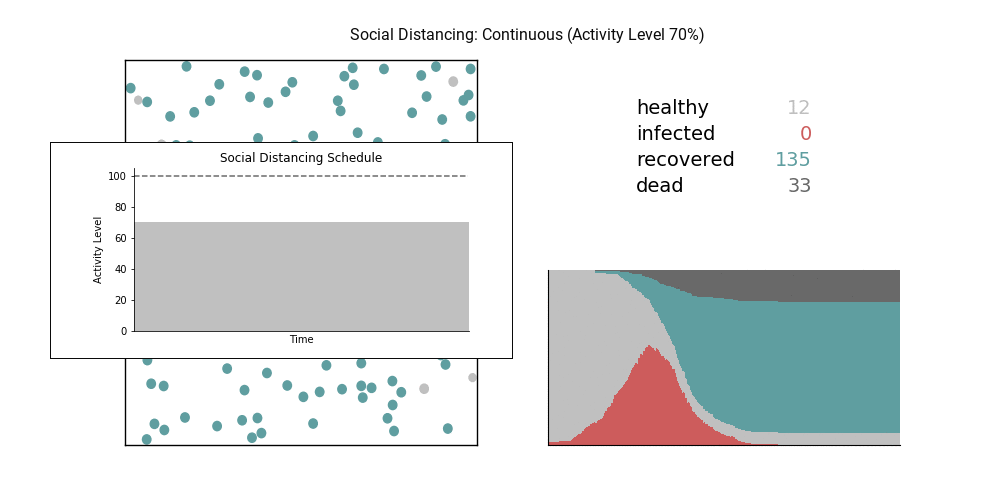 Social Distancing: Continuous (Activity Level 70%)
healthy 12
infected 0
recovered 135
dead 33
Social Distancing Schedule
100
80
60
40
20
0
Activity Level
Time